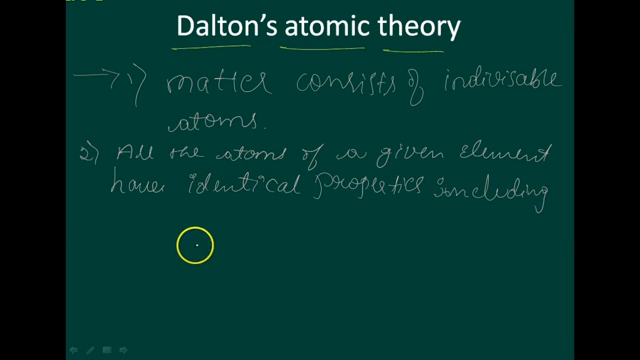 Dalton's atomic theory
→ 1) matter consists of indivisable
atoms.
2) All the atoms of a given element
have identical properties including